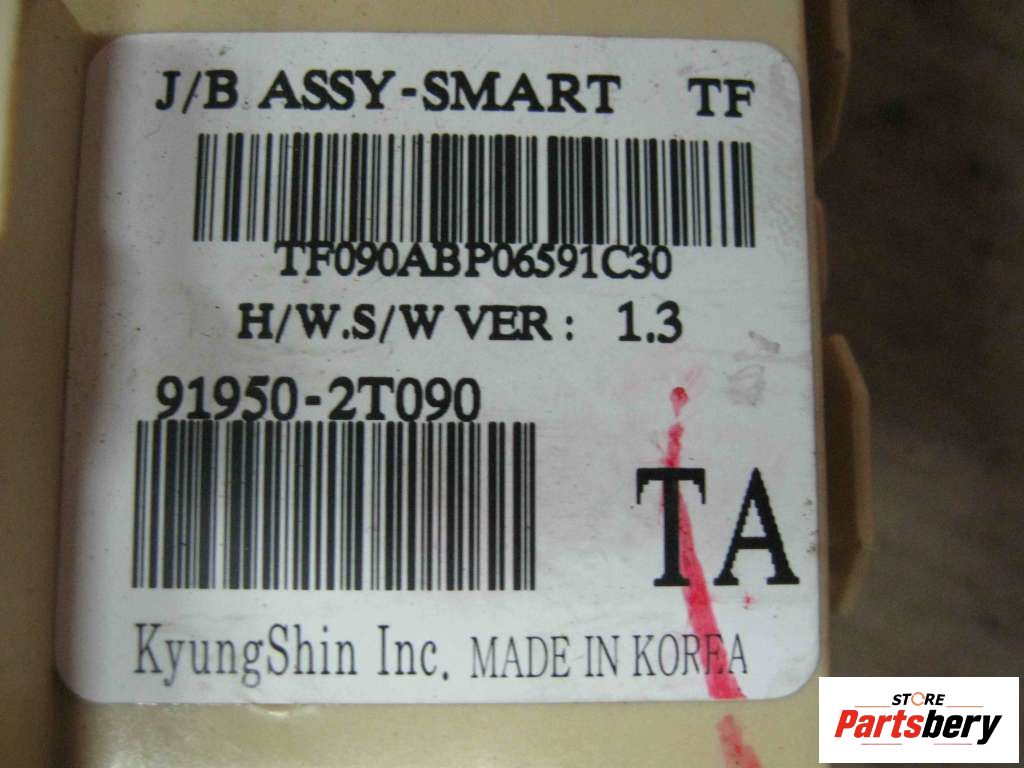 J/B ASSY-SMART TF
TF090ABP06591C30
H/W.S/W VER : 1.3
91950-2T090
TA
KyungShin Inc. MADE IN KOREA
STORE
Partsbery